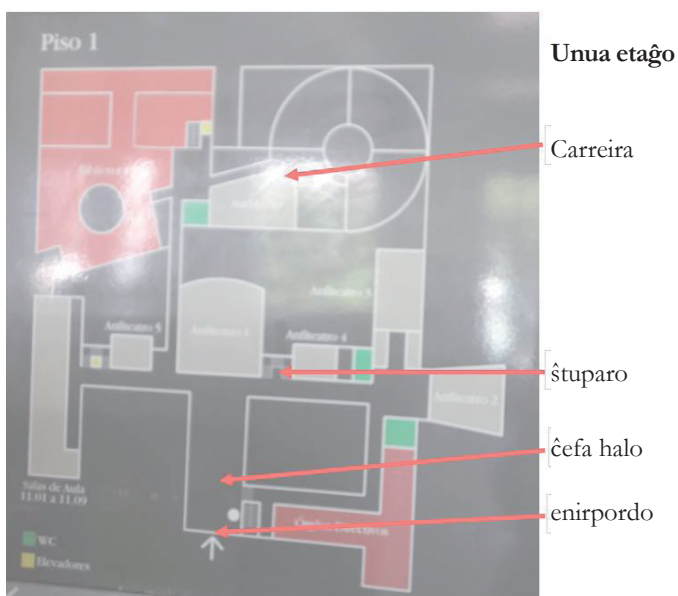 Piso 1
Unua etaĝo
Carreira
Anfiteatro 3
Anfiteatro 5
Anfiteatro 1
Anfiteatro 4
ŝtuparo
Anfiteatro 2
ĉefa halo
Salas de Aula
11.01 a 11.09
enirpordo
WC
Elevadores